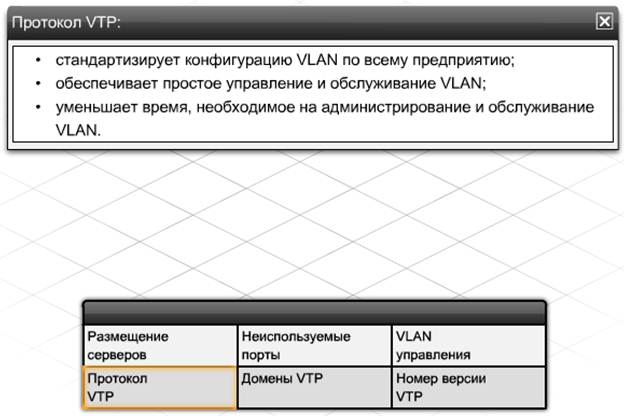 Протокол VTP:
• стандартизирует конфигурацию VLAN по всему предприятию;
• обеспечивает простое управление и обслуживание VLAN;
• уменьшает время, необходимое на администрирование и обслуживание
VLAN.
Размещение
серверов
Неиспользуемые
порты
VLAN
управления
Протокол
VTP
Домены VTP
Номер версии
VTP